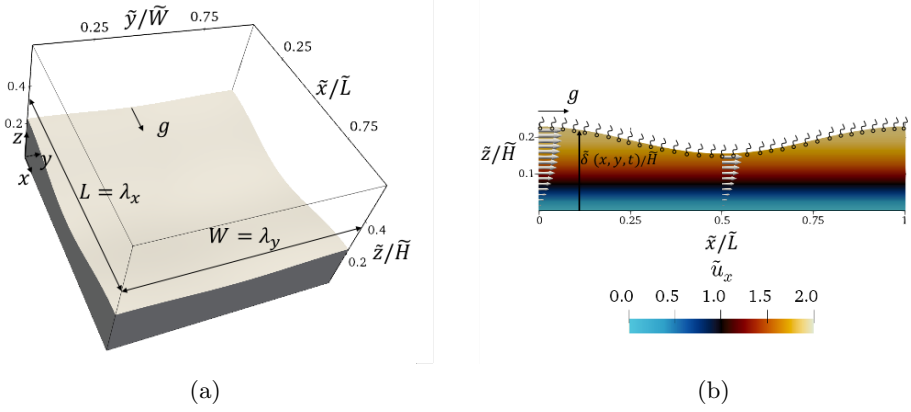 ỹ/W̃
0.25
0.75
0.25
x̃/L̃
0.75
0.4
0.2
z
y
x
g
L = λx
W = λy
0.4
z̃/H̃
0.2
(a)
g
0.2
z̃/H̃
0.1
δ̄ (x, y, t)/H̃
0
0.25
0.5
0.75
1
x̃/L̃
ũx
0.0 0.5 1.0 1.5 2.0
(b)